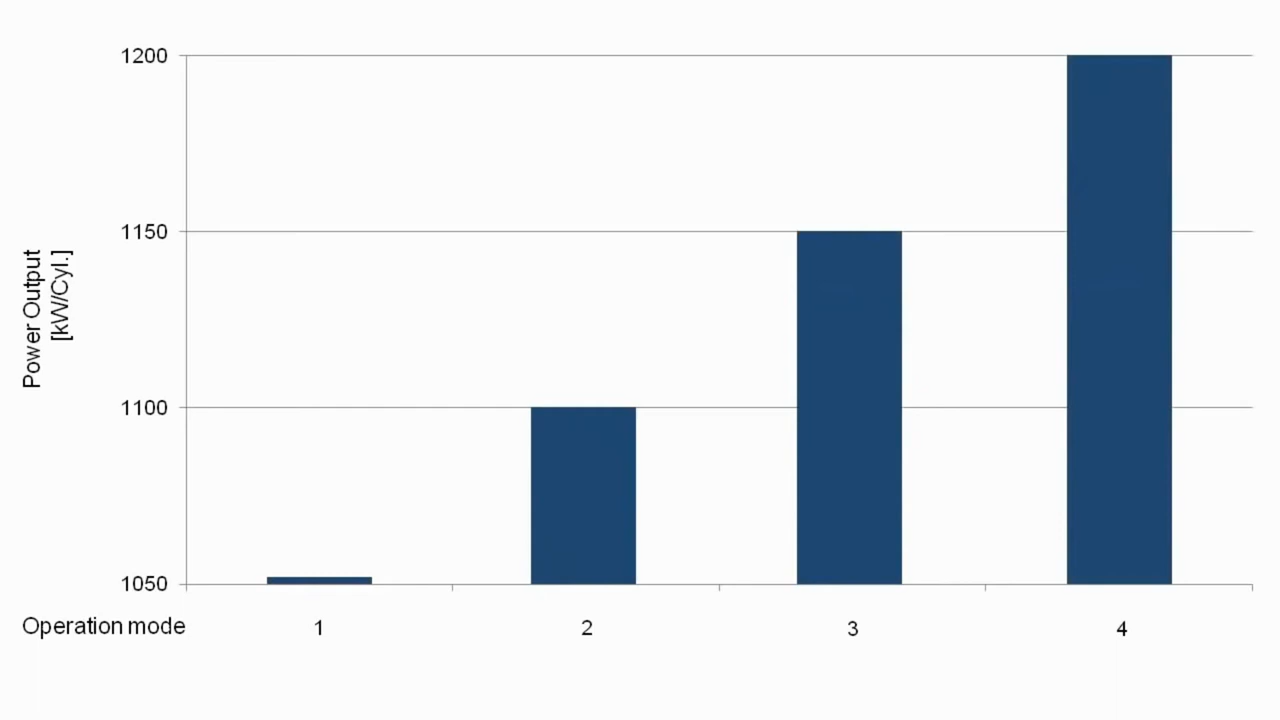 1200
1150
1100
1050
Power Output
[kW/Cyl.]
Operation mode 1 2 3 4